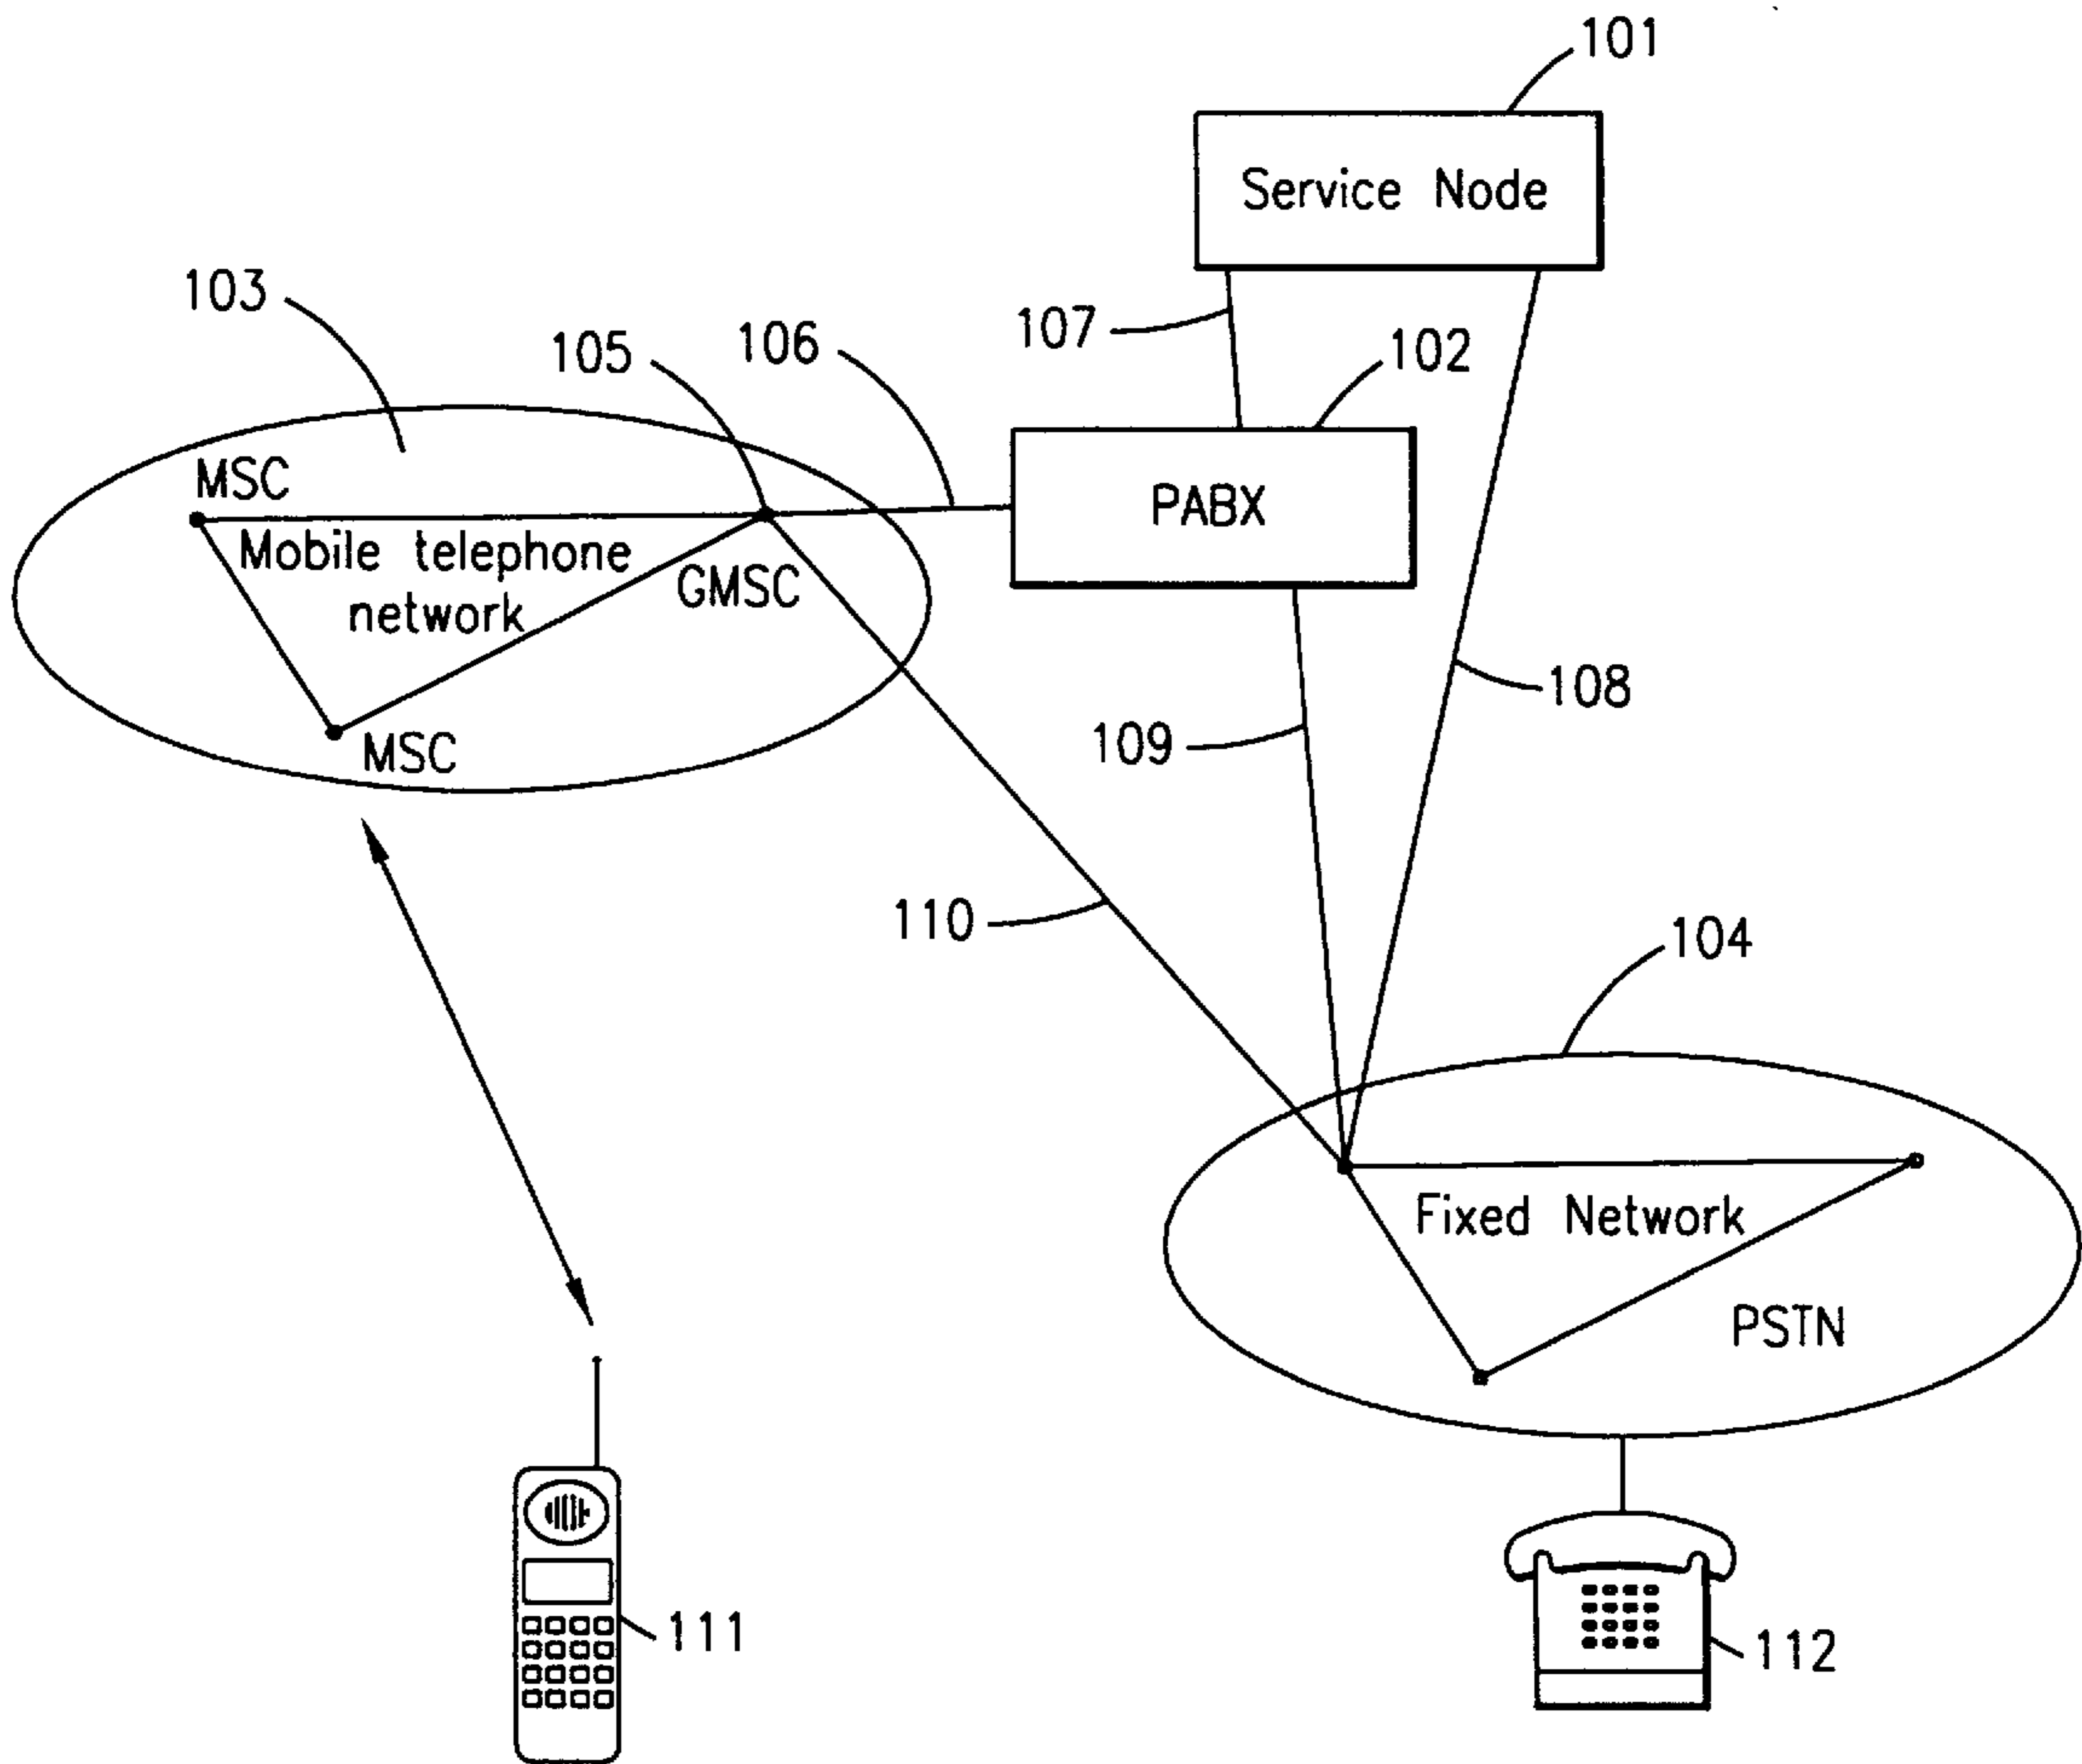 101
Service Node
103
107
105
106
102
MSC
PABX
Mobile telephone
network
GMSC
108
MSC
109
110
104
Fixed Network
PSTN
111
112